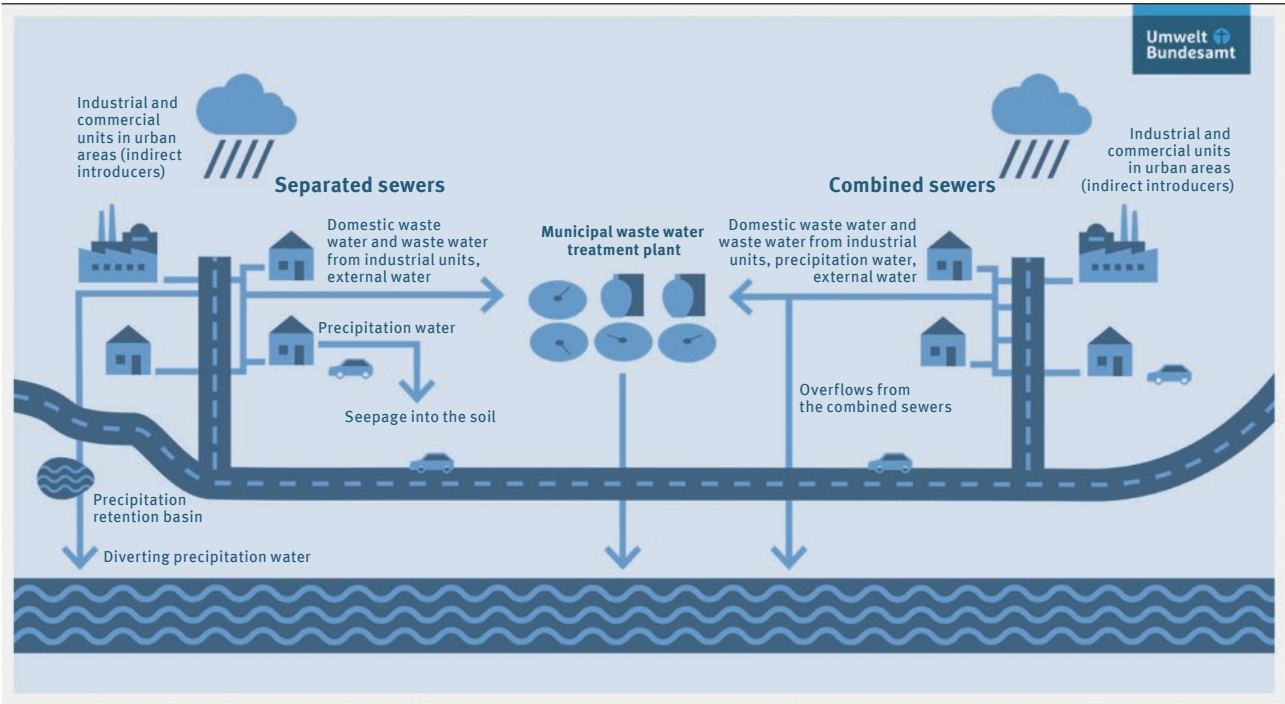 Umwelt
Bundesamt
Industrial and
commercial
units in urban
areas (indirect
introducers)
Separated sewers
Domestic waste
water and waste water
from industrial units,
external water
Precipitation water
Seepage into the soil
Precipitation
retention basin
Diverting precipitation water
Municipal waste water
treatment plant
Combined sewers
Industrial and
commercial units
in urban areas
(indirect introducers)
Domestic waste water and
waste water from industrial
units, precipitation water,
external water
Overflows from
the combined sewers